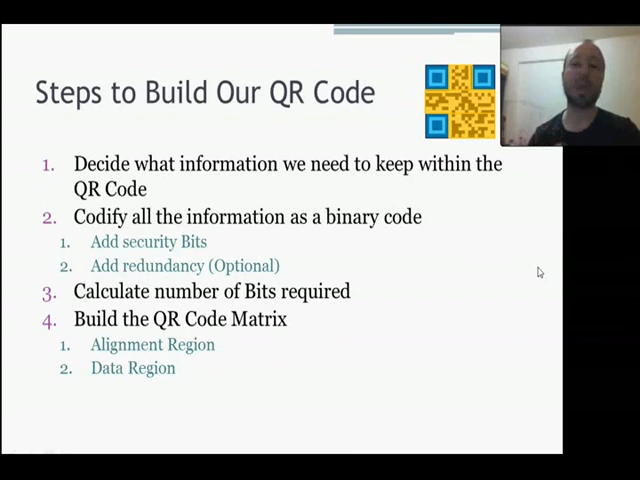 Steps to Build Our QR Code
1. Decide what information we need to keep within the
QR Code
2. Codify all the information as a binary code
1. Add security Bits
2. Add redundancy (Optional)
3. Calculate number of Bits required
4. Build the QR Code Matrix
1. Alignment Region
2. Data Region